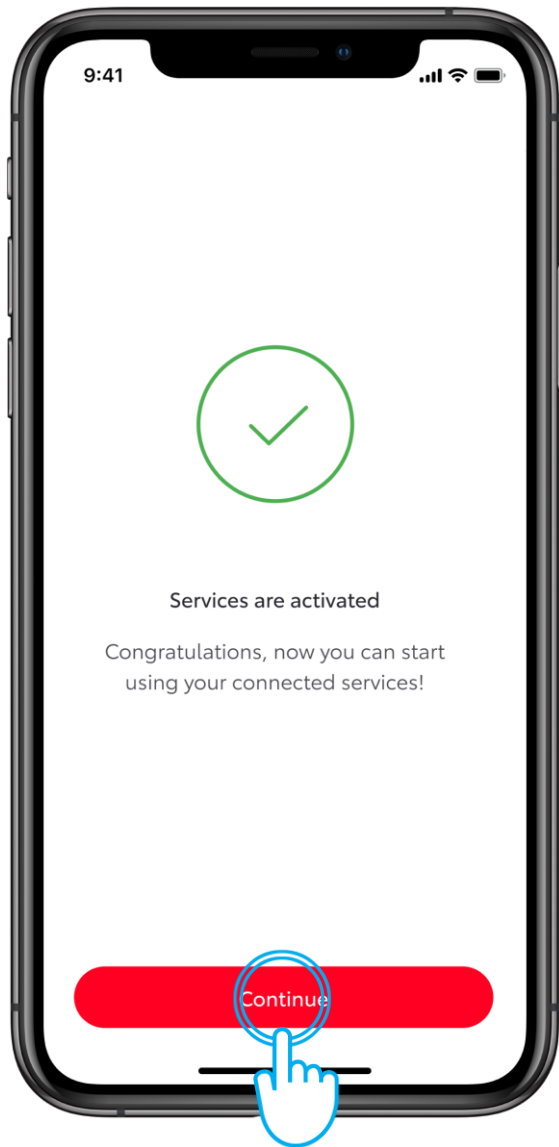 9:41
Services are activated
Congratulations, now you can start
using your connected services!
Continue